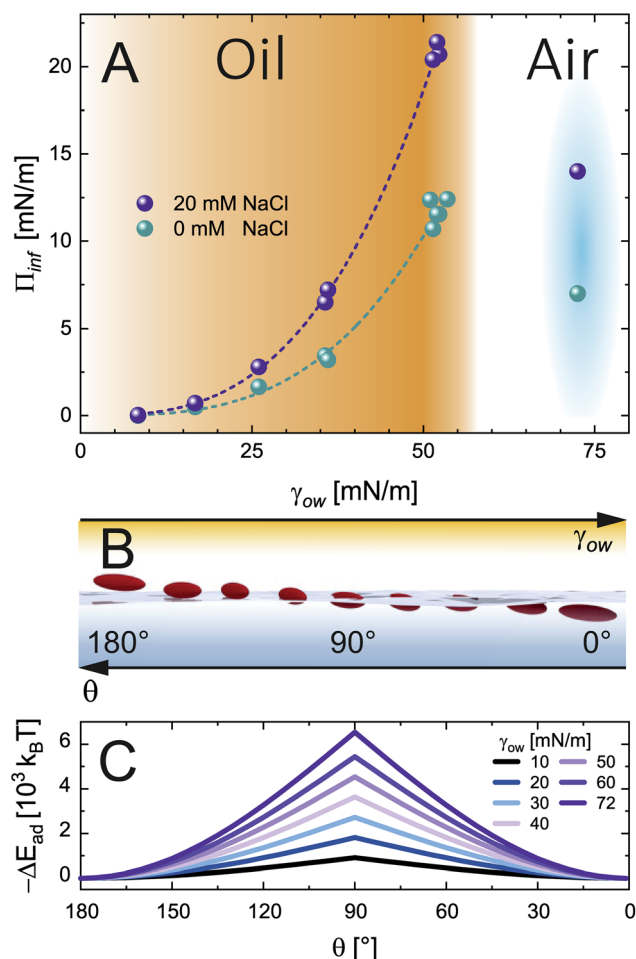 A Oil Air
Π_inf [mN/m]
20
15
10
5
0
20 mM NaCl
0 mM NaCl
0 25 50 75
γ_ow [mN/m]
B
γ_ow
180° 90° 0°
θ
C
−ΔE_ad [10³ k_BT]
6
4
2
0
γ_ow [mN/m]
10 50
20 60
30 72
40
180 150 120 90 60 30 0
θ [°]